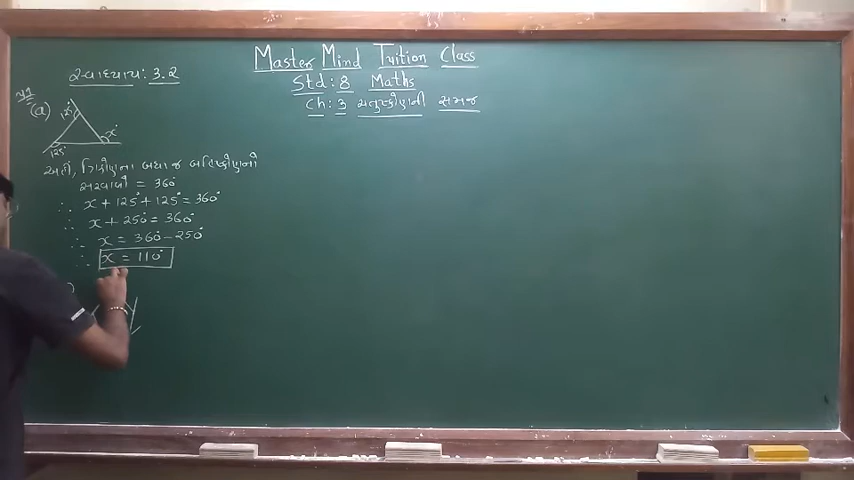 Master Mind Tuition Class
Std: 8 Maths
Ch: 3 ચતુષ્કોણની સમજ
સ્વાધ્યાય: 3.2
પ્ર1
(a)
125°
x°
125°
અહીં, ત્રિકોણના બધા જ બહિષ્કોણનો
સરવાળો = 360°
∴ x + 125° + 125° = 360°
∴ x + 250° = 360°
∴ x = 360° - 250°
∴ x = 110°